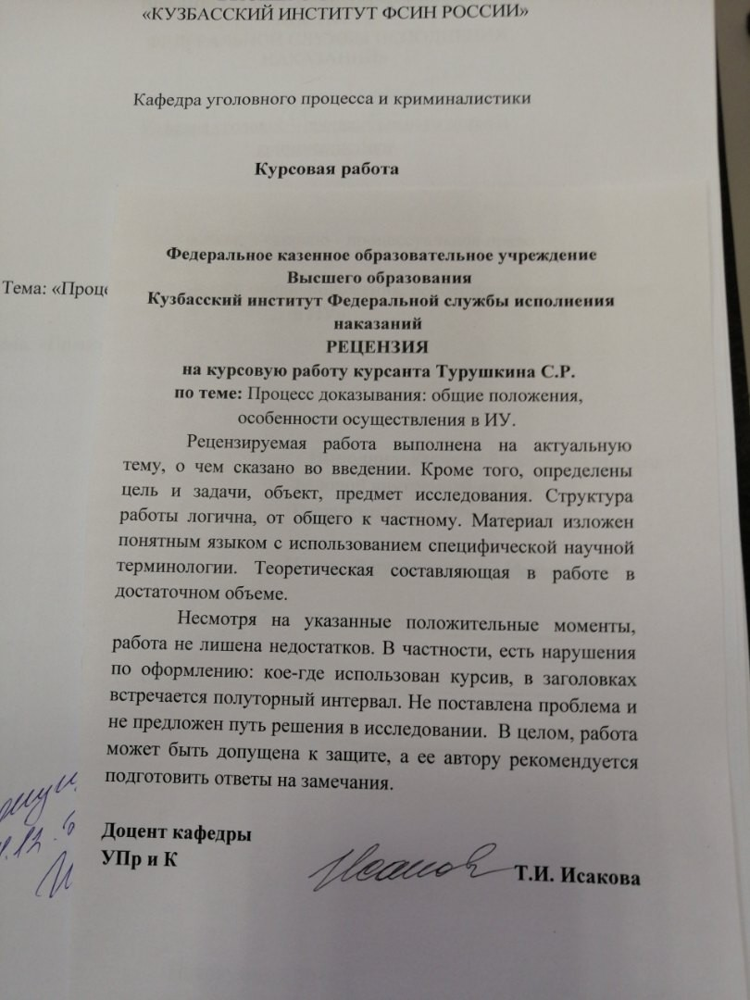 «КУЗБАССКИЙ ИНСТИТУТ ФСИН РОССИИ»
Кафедра уголовного процесса и криминалистики
Курсовая работа
Тема: «Проце
Федеральное казенное образовательное учреждение
Высшего образования
Кузбасский институт Федеральной службы исполнения
наказаний
РЕЦЕНЗИЯ
на курсовую работу курсанта Турушкина С.Р.
по теме: Процесс доказывания: общие положения,
особенности осуществления в ИУ.
Рецензируемая работа выполнена на актуальную
тему, о чем сказано во введении. Кроме того, определены
цель и задачи, объект, предмет исследования. Структура
работы логична, от общего к частному. Материал изложен
понятным языком с использованием специфической научной
терминологии. Теоретическая составляющая в работе в
достаточном объеме.
Несмотря на указанные положительные моменты,
работа не лишена недостатков. В частности, есть нарушения
по оформлению: кое-где использован курсив, в заголовках
встречается полуторный интервал. Не поставлена проблема и
не предложен путь решения в исследовании. В целом, работа
может быть допущена к защите, а ее автору рекомендуется
подготовить ответы на замечания.
Доцент кафедры
УПр и К
Исакова
Т.И. Исакова